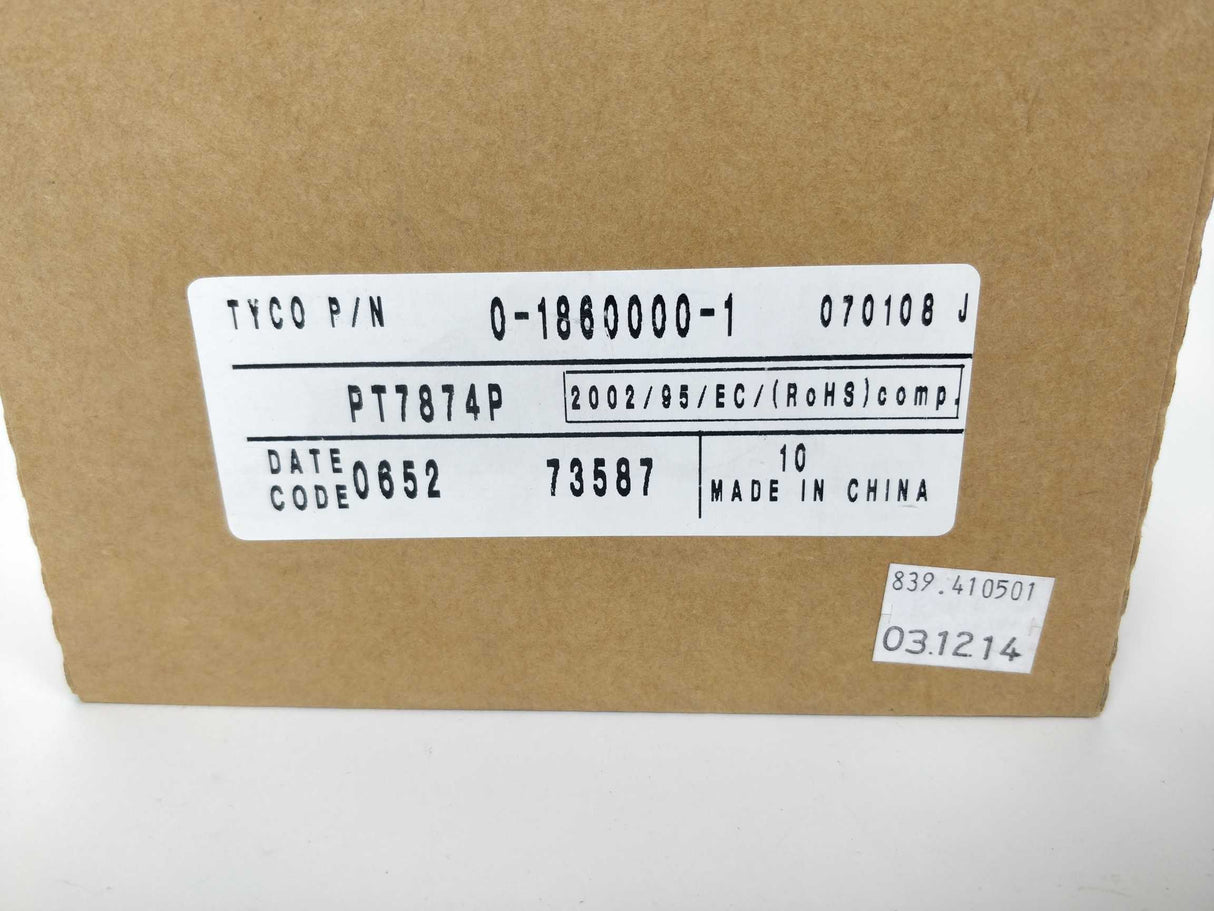 TYCO P/N 0-1860000-1 070108 J
PT7874P 2002/95/EC/(RoHS)comp.
DATE CODE 0652 73587 10
MADE IN CHINA
839.410501
03.12.14